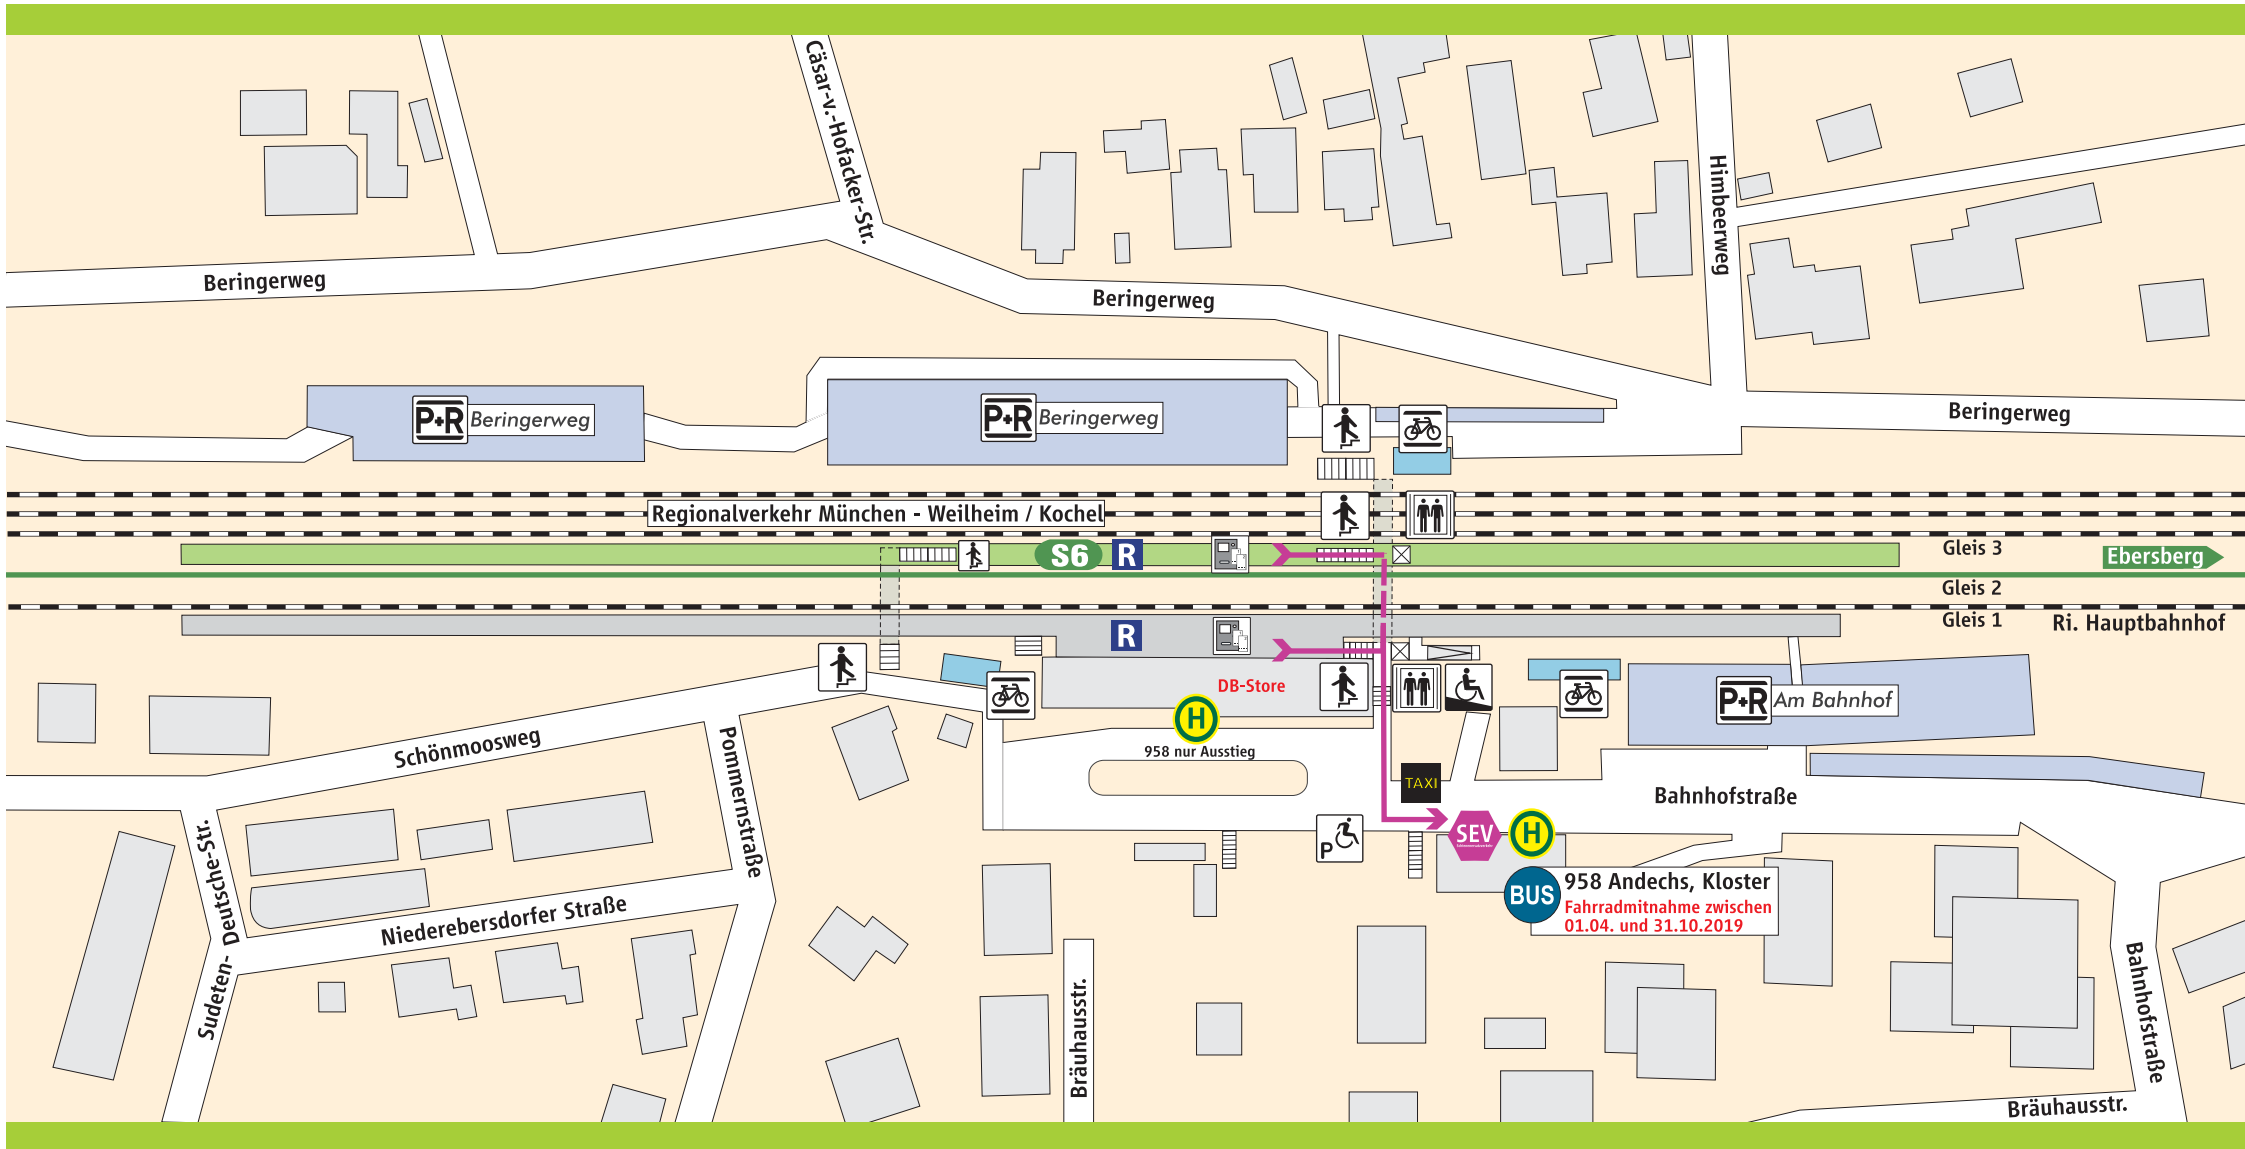 Cäsar-v.-Hofacker-Str.
Himbeerweg
Beringerweg
Beringerweg
Beringerweg
P+R Beringerweg
P+R Beringerweg
Regionalverkehr München - Weilheim / Kochel
S6 R
Gleis 3
Ebersberg
Gleis 2
Gleis 1
Ri. Hauptbahnhof
R
DB-Store
H
958 nur Ausstieg
P+R Am Bahnhof
Schönmoosweg
Pommernstraße
TAXI
Bahnhofstraße
P
SEV
H
Sudeten- Deutsche-Str.
Niederebersdorfer Straße
BUS
958 Andechs, Kloster
Fahrradmitnahme zwischen
01.04. und 31.10.2019
Bräuhausstr.
Bahnhofstraße
Bräuhausstr.